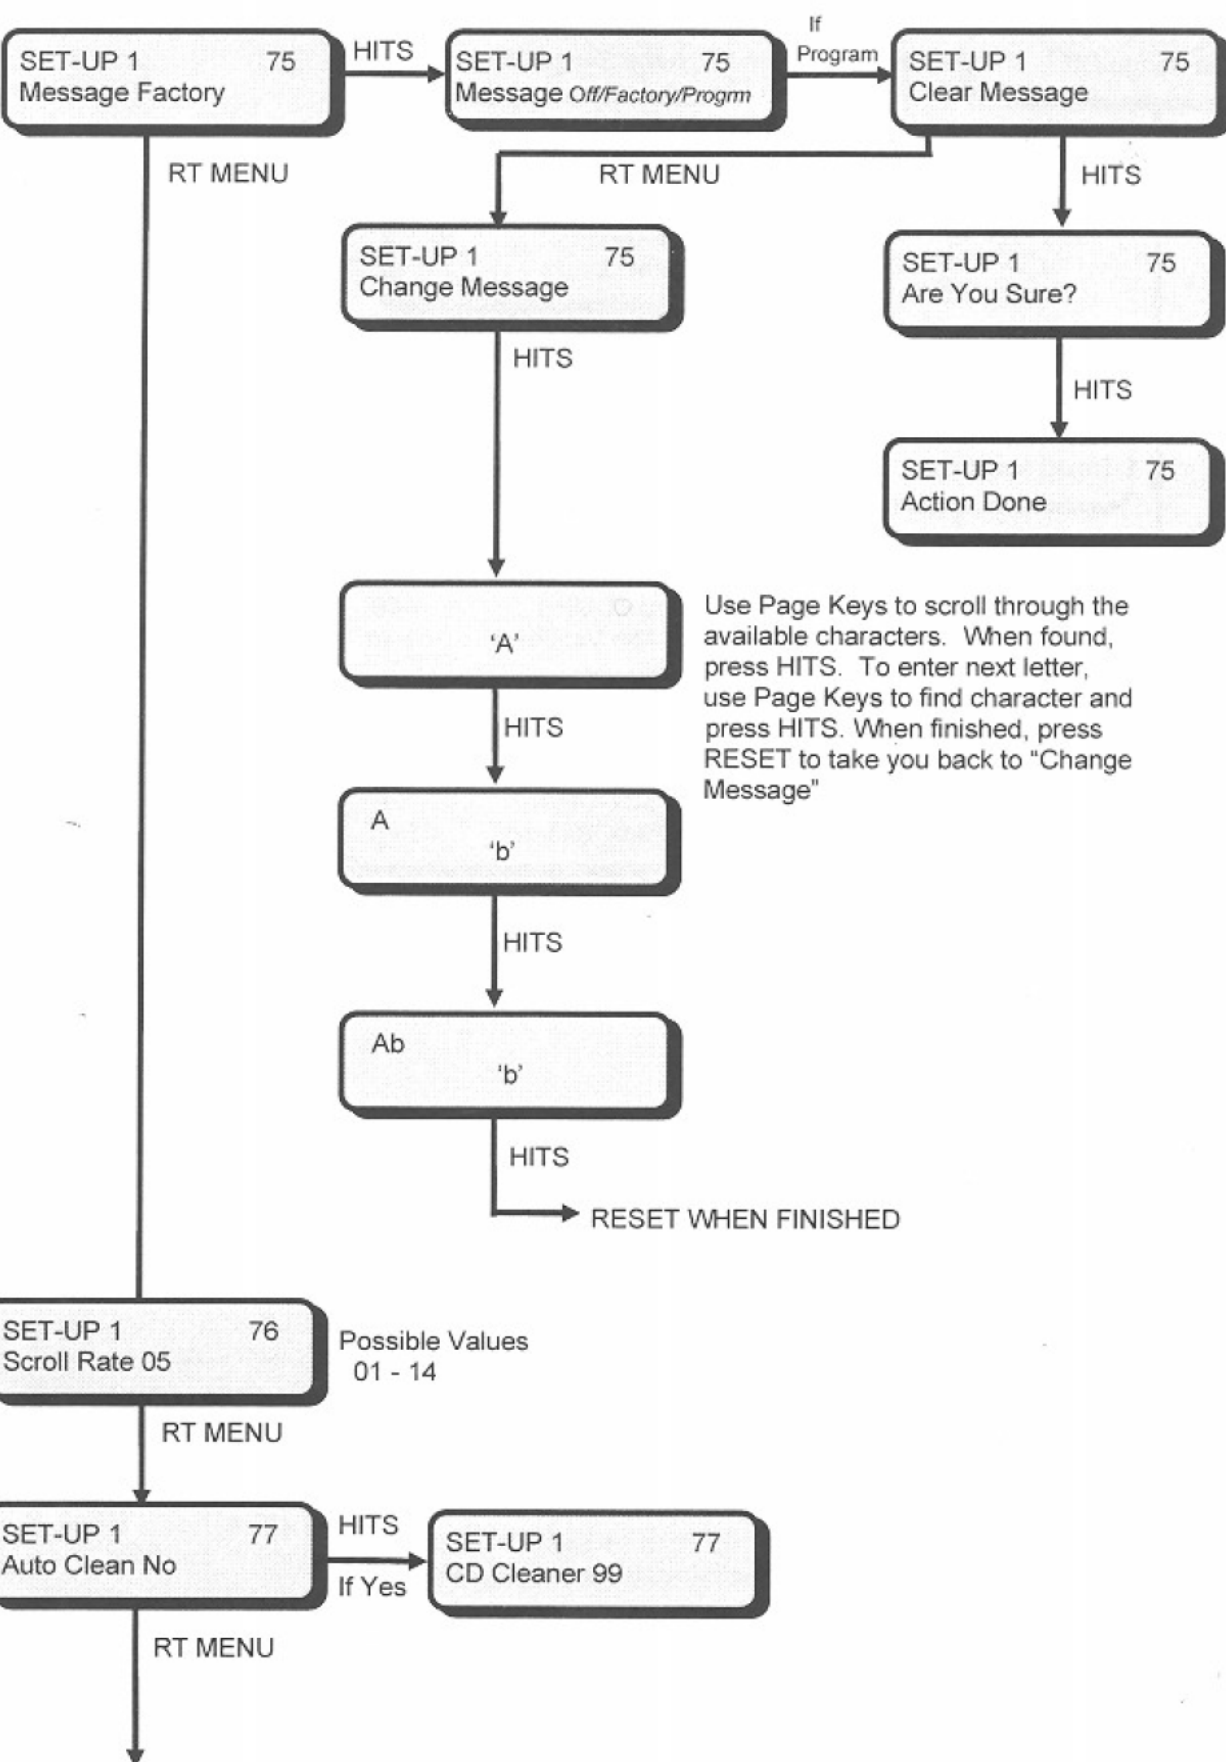 SET-UP 1 75
Message Factory
HITS
SET-UP 1 75
Message Off/Factory/Progrm
If
Program
SET-UP 1 75
Clear Message
RT MENU
RT MENU
HITS
SET-UP 1 75
Change Message
SET-UP 1 75
Are You Sure?
HITS
HITS
SET-UP 1 75
Action Done
'A'
Use Page Keys to scroll through the
available characters. When found,
press HITS. To enter next letter,
use Page Keys to find character and
press HITS. When finished, press
RESET to take you back to "Change
Message"
HITS
A
'b'
HITS
Ab
'b'
HITS
RESET WHEN FINISHED
SET-UP 1 76
Scroll Rate 05
Possible Values
01 - 14
RT MENU
SET-UP 1 77
Auto Clean No
HITS
If Yes
SET-UP 1 77
CD Cleaner 99
RT MENU